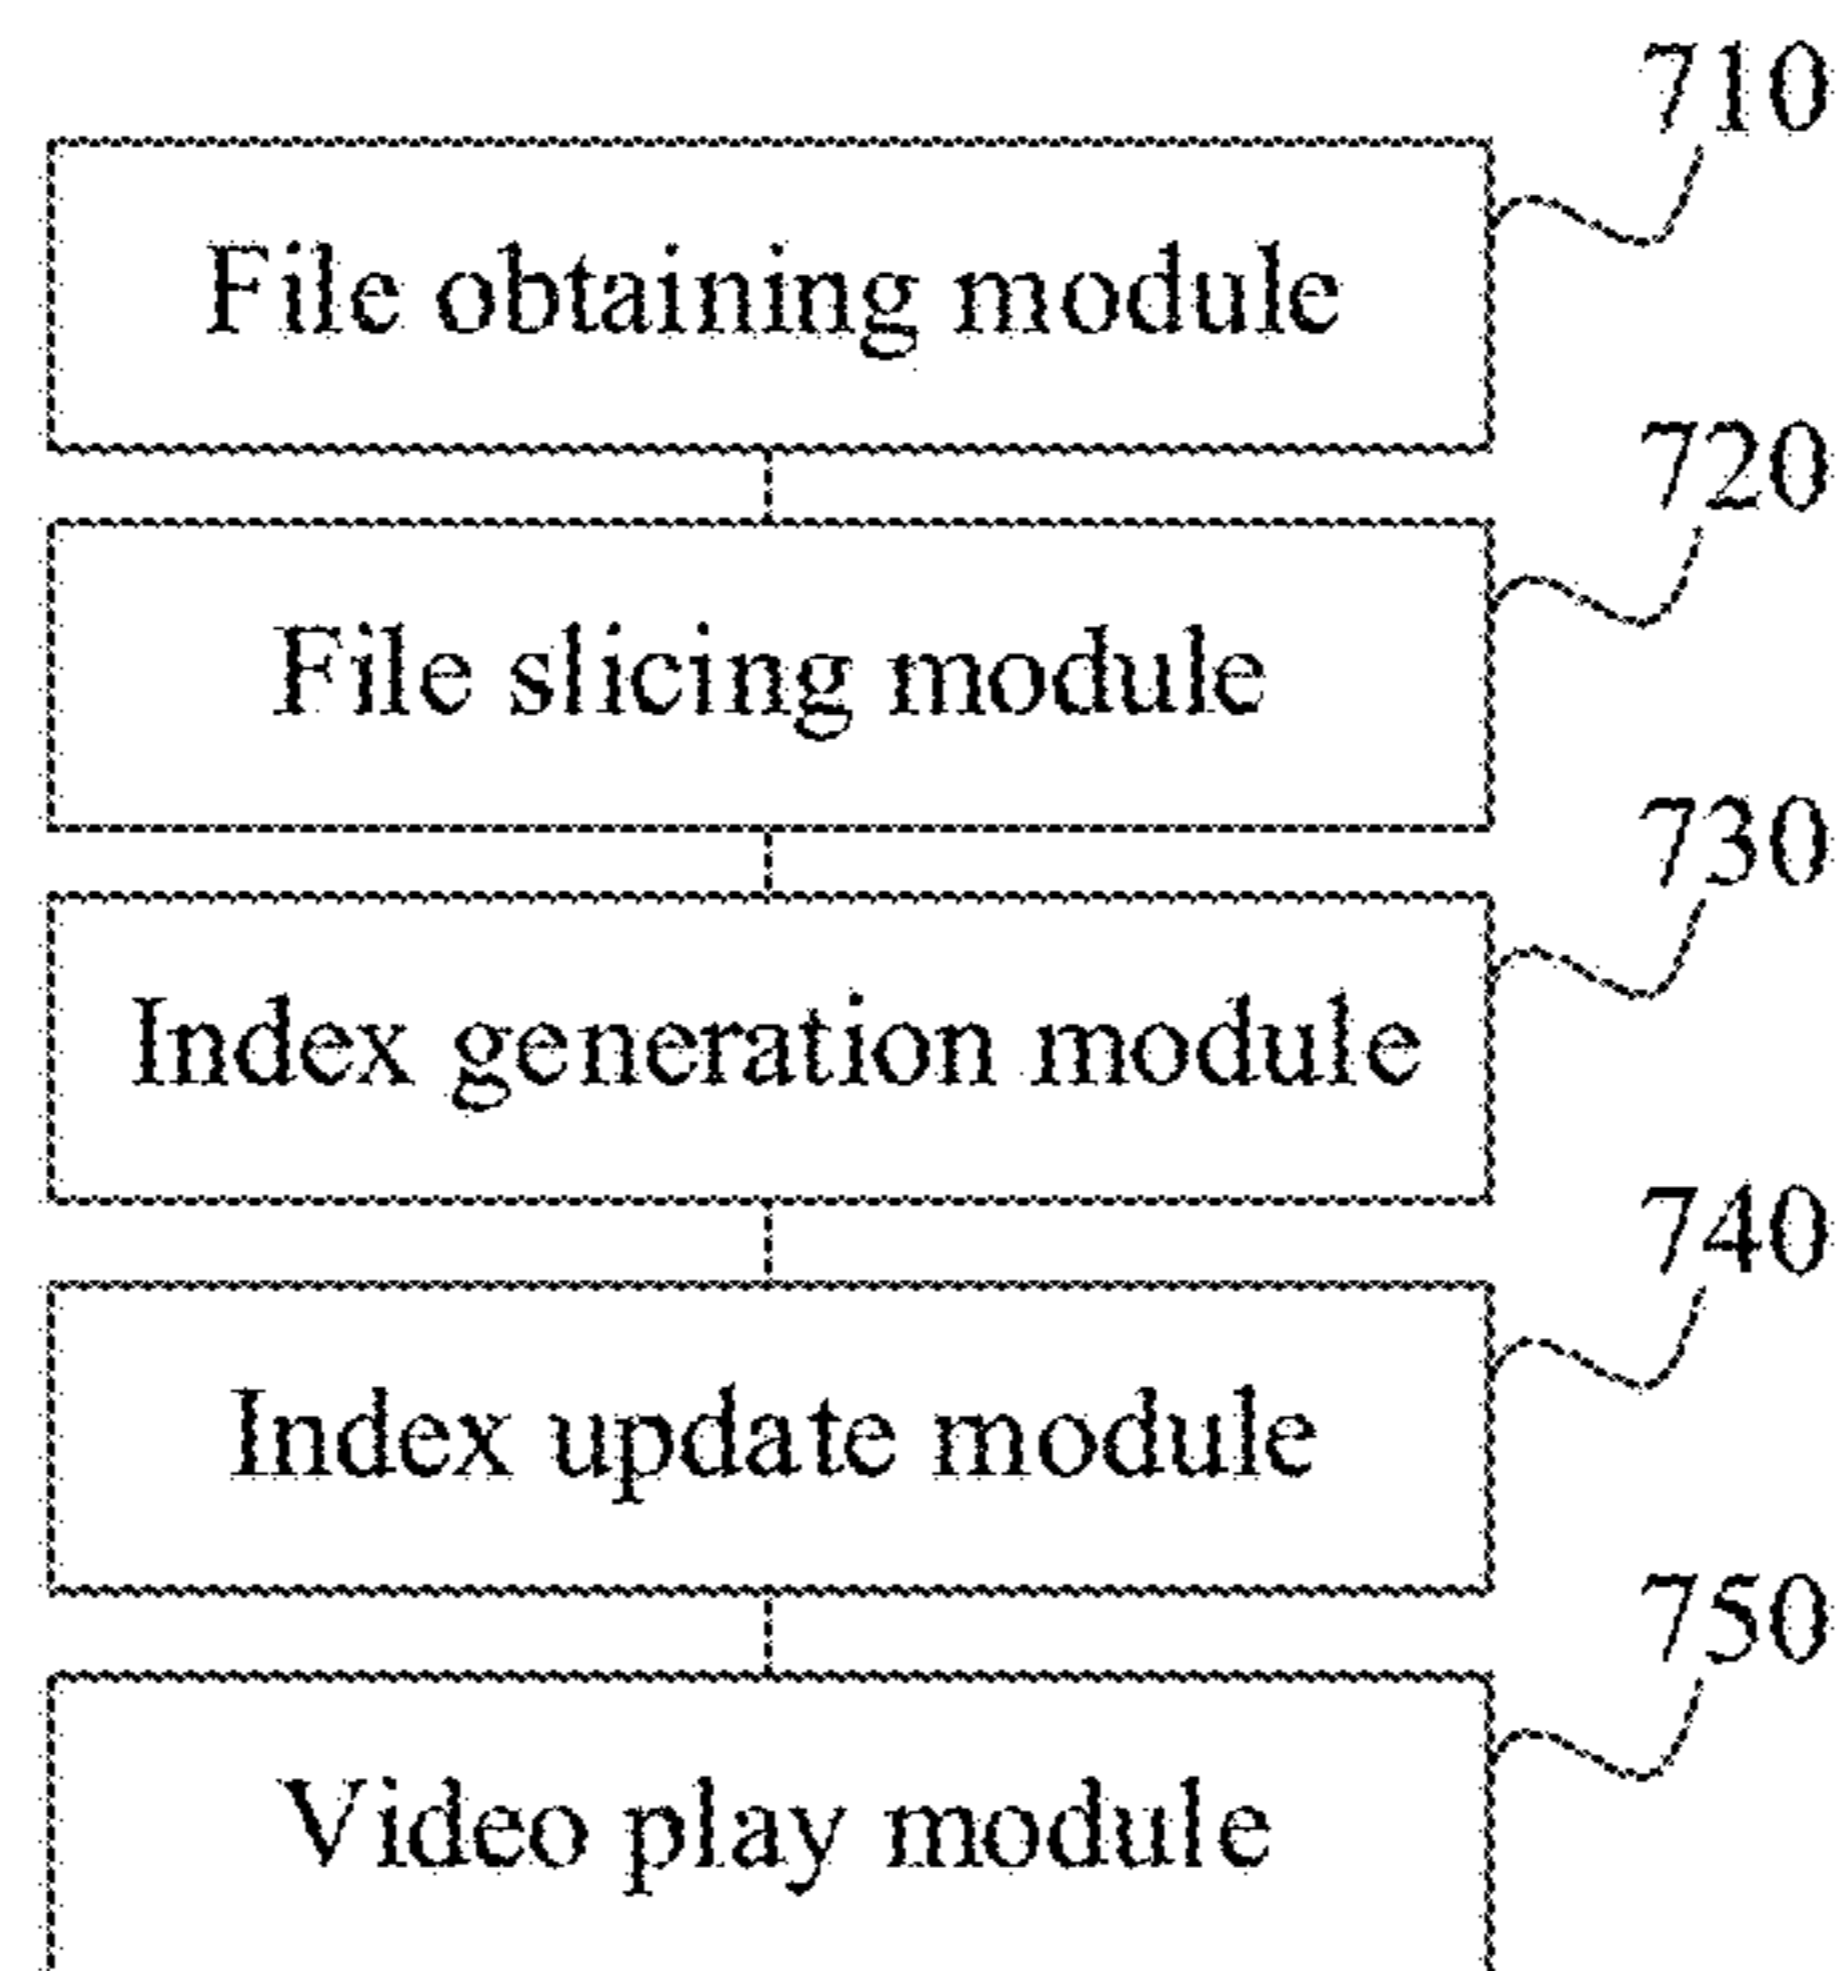 710
File obtaining module
720
File slicing module
730
Index generation module
740
Index update module
750
Video play module